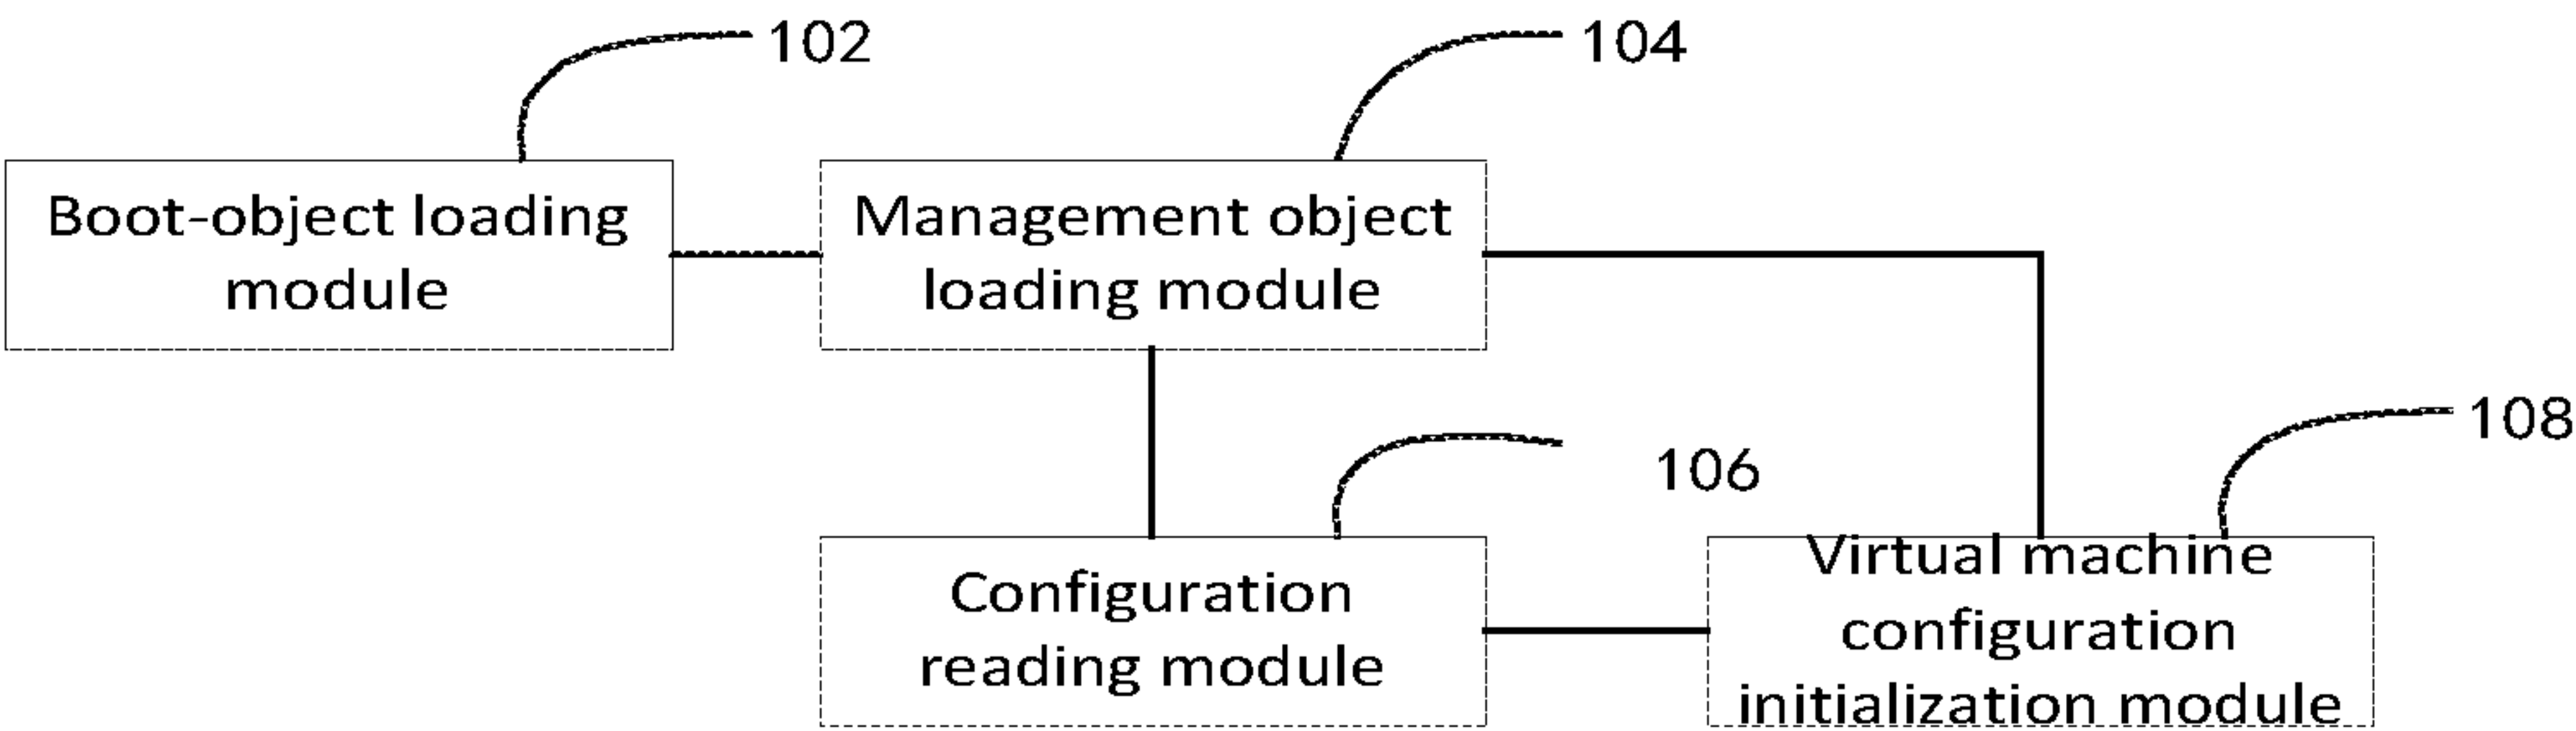 102
104
Boot-object loading
module
Management object
loading module
108
106
Configuration
reading module
Virtual machine
configuration
initialization module